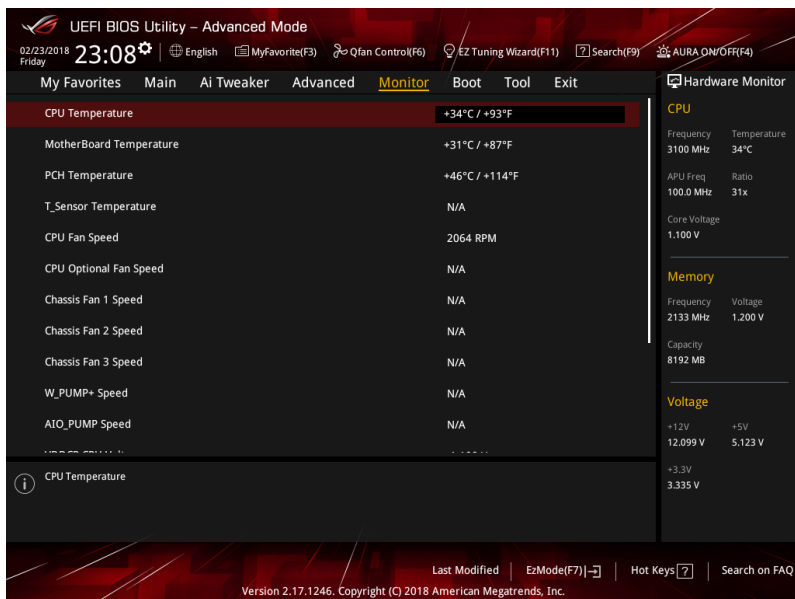 UEFI BIOS Utility – Advanced Mode
02/23/2018 Friday 23:08 English MyFavorite(F3) Qfan Control(F6) EZ Tuning Wizard(F11) ? Search(F9) AURA ON/OFF(F4)
My Favorites Main Ai Tweaker Advanced Monitor Boot Tool Exit
CPU Temperature +34°C / +93°F
MotherBoard Temperature +31°C / +87°F
PCH Temperature +46°C / +114°F
T_Sensor Temperature N/A
CPU Fan Speed 2064 RPM
CPU Optional Fan Speed N/A
Chassis Fan 1 Speed N/A
Chassis Fan 2 Speed N/A
Chassis Fan 3 Speed N/A
W_PUMP+ Speed N/A
AIO_PUMP Speed N/A
CPU Temperature
Hardware Monitor
CPU
Frequency Temperature
3100 MHz 34°C
APU Freq Ratio
100.0 MHz 31x
Core Voltage
1.100 V
Memory
Frequency Voltage
2133 MHz 1.200 V
Capacity
8192 MB
Voltage
+12V +5V
12.099 V 5.123 V
+3.3V
3.335 V
Last Modified EzMode(F7) Hot Keys ? Search on FAQ
Version 2.17.1246. Copyright (C) 2018 American Megatrends, Inc.